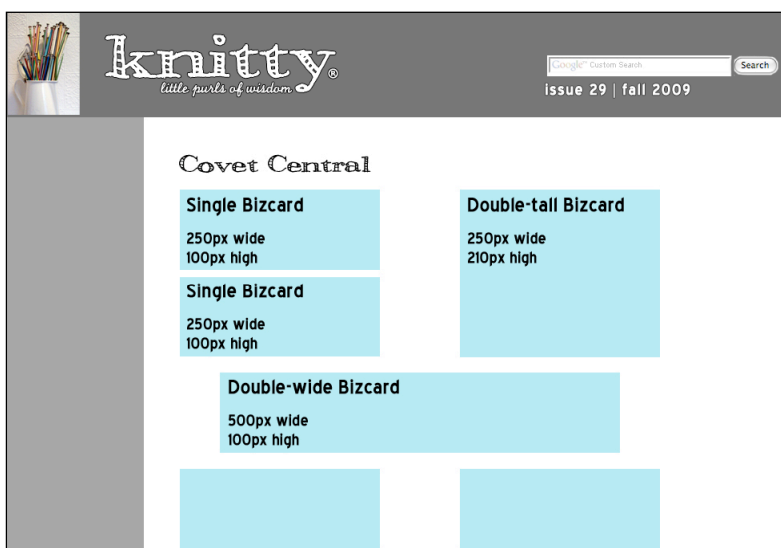 knitty®
little purls of wisdom
Google™ Custom Search
Search
issue 29 | fall 2009
Covet Central
Single Bizcard
250px wide
100px high
Single Bizcard
250px wide
100px high
Double-tall Bizcard
250px wide
210px high
Double-wide Bizcard
500px wide
100px high